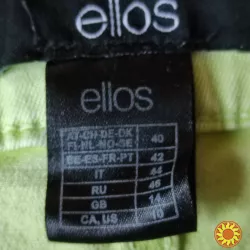 ellos
ellos
AT-CH-DE-DK
FI-NL-NO-SE 40
BE-ES-FR-PT 42
IT 44
RU 46
GB 14
CA, US 10